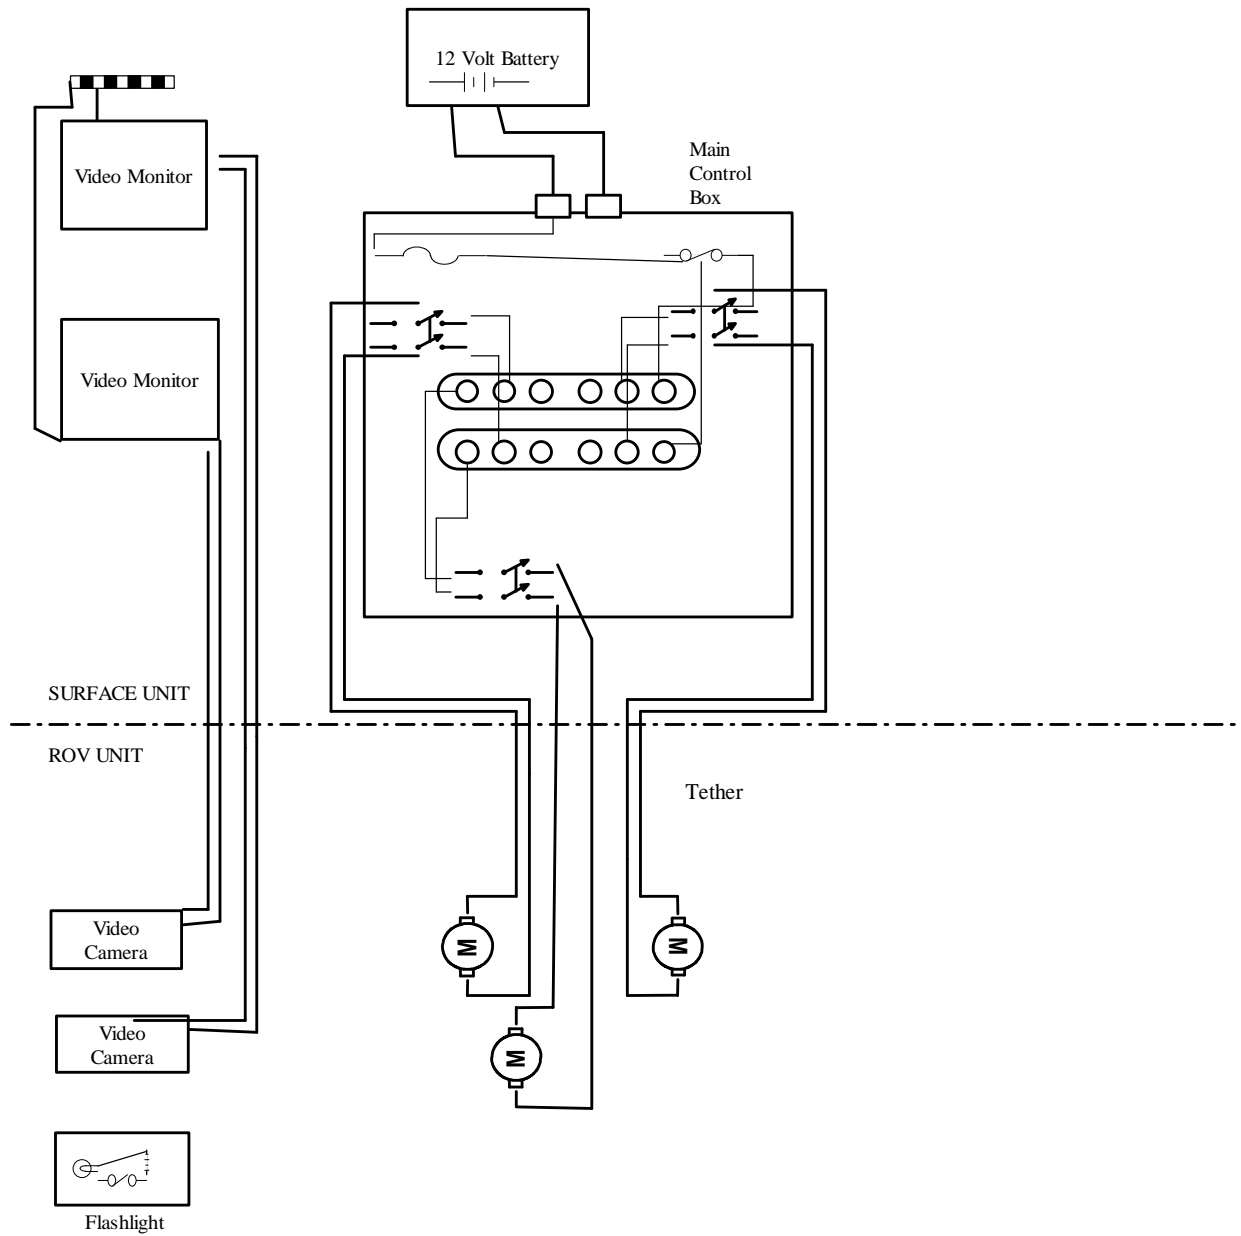 12 Volt Battery
Video Monitor
Main
Control
Box
Video Monitor
SURFACE UNIT
ROV UNIT
Tether
Video
Camera
M
M
Video
Camera
M
Flashlight